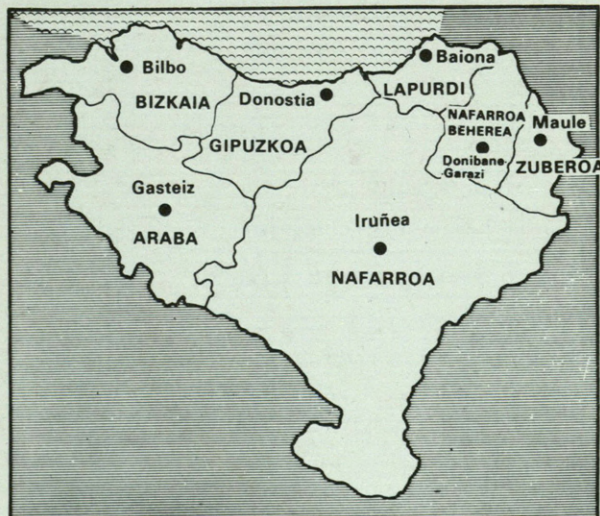 Bilbo
BIZKAIA
Donostia
GIPUZKOA
Baiona
LAPURDI
NAFARROA
BEHEREA
Donibane-
Garazi
Maule
ZUBEROA
Gasteiz
ARABA
Iruñea
NAFARROA